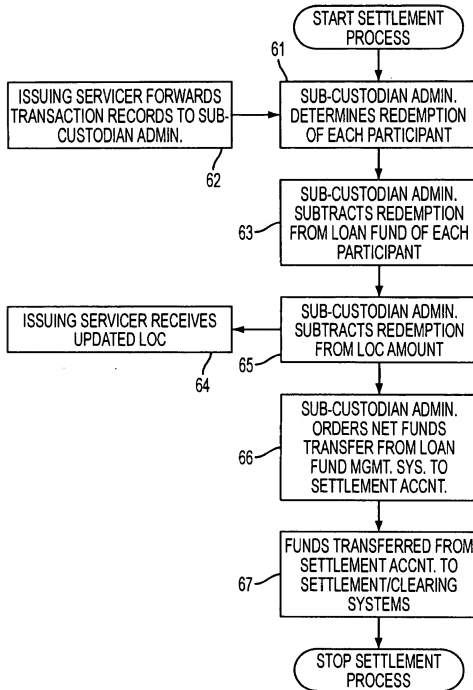 START SETTLEMENT
PROCESS
61
ISSUING SERVICER FORWARDS
TRANSACTION RECORDS TO SUB-
CUSTODIAN ADMIN.
62
SUB-CUSTODIAN ADMIN.
DETERMINES REDEMPTION
OF EACH PARTICIPANT
SUB-CUSTODIAN ADMIN.
SUBTRACTS REDEMPTION
FROM LOAN FUND OF EACH
PARTICIPANT
63
ISSUING SERVICER RECEIVES
UPDATED LOC
64
SUB-CUSTODIAN ADMIN.
SUBTRACTS REDEMPTION
FROM LOC AMOUNT
65
SUB-CUSTODIAN ADMIN.
ORDERS NET FUNDS
TRANSFER FROM LOAN
FUND MGMT. SYS. TO
SETTLEMENT ACCNT.
66
FUNDS TRANSFERRED FROM
SETTLEMENT ACCNT. TO
SETTLEMENT/CLEARING
SYSTEMS
67
STOP SETTLEMENT
PROCESS